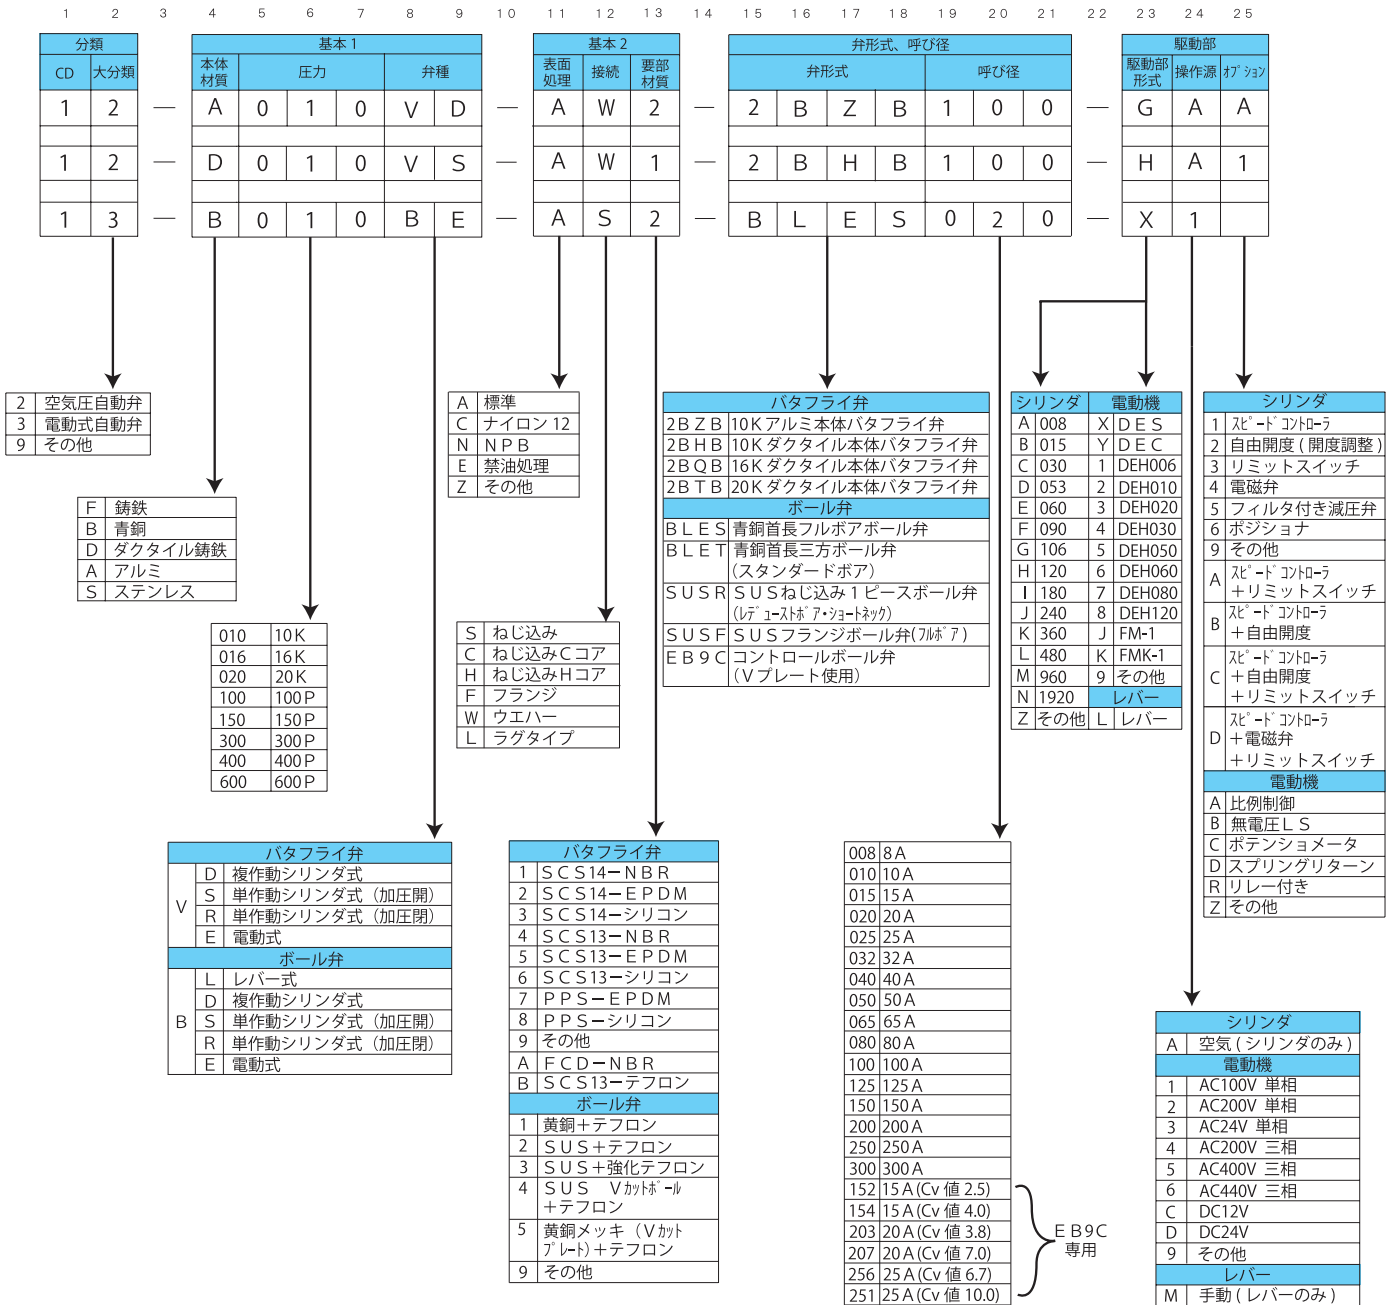 1 2 3 4 5 6 7 8 9 10 11 12 13 14 15 16 17 18 19 20 21 22 23 24 25
分類 基本1 基本2 弁形式、呼び径 駆動部
CD 大分類 本体材質 圧力 弁種 表面処理 接続 要部材質 弁形式 呼び径 駆動部形式 操作源 オプション
1 2 — A 0 1 0 V D — A W 2 — 2 B Z B 1 0 0 — G A A
1 2 — D 0 1 0 V S — A W 1 — 2 B H B 1 0 0 — H A 1
1 3 — B 0 1 0 B E — A S 2 — B L E S 0 2 0 — X 1
2 空気圧自動弁
3 電動式自動弁
9 その他
F 鋳鉄
B 青銅
D ダクタイル鋳鉄
A アルミ
S ステンレス
010 10K
016 16K
020 20K
100 100P
150 150P
300 300P
400 400P
600 600P
バタフライ弁
V
D 複作動シリンダ式
S 単作動シリンダ式（加圧開）
R 単作動シリンダ式（加圧閉）
E 電動式
ボール弁
B
L レバー式
D 複作動シリンダ式
S 単作動シリンダ式（加圧開）
R 単作動シリンダ式（加圧閉）
E 電動式
A 標準
C ナイロン12
N NPB
E 禁油処理
Z その他
S ねじ込み
C ねじ込みCコア
H ねじ込みHコア
F フランジ
W ウエハー
L ラグタイプ
バタフライ弁
1 SCS14－NBR
2 SCS14－EPDM
3 SCS14－シリコン
4 SCS13－NBR
5 SCS13－EPDM
6 SCS13－シリコン
7 PPS－EPDM
8 PPS－シリコン
9 その他
A FCD－NBR
B SCS13－テフロン
ボール弁
1 黄銅＋テフロン
2 SUS＋テフロン
3 SUS＋強化テフロン
4 SUS Vカットボール
＋テフロン
5 黄銅メッキ（Vカット
プレート)＋テフロン
9 その他
バタフライ弁
2BZB 10Kアルミ本体バタフライ弁
2BHB 10Kダクタイル本体バタフライ弁
2BQB 16Kダクタイル本体バタフライ弁
2BTB 20Kダクタイル本体バタフライ弁
ボール弁
BLES 青銅首長フルボアボール弁
BLET 青銅首長三方ボール弁
(スタンダードボア)
SUSR SUSねじ込み1ピースボール弁
(レデューストボア・ショートネック)
SUSF SUSフランジボール弁(フルボア)
EB9C コントロールボール弁
(Vプレート使用)
008 8A
010 10A
015 15A
020 20A
025 25A
032 32A
040 40A
050 50A
065 65A
080 80A
100 100A
125 125A
150 150A
200 200A
250 250A
300 300A
152 15A(Cv値2.5)
154 15A(Cv値4.0)
203 20A(Cv値3.8)
207 20A(Cv値7.0)
256 25A(Cv値6.7)
251 25A(Cv値10.0)
EB9C
専用
シリンダ 電動機
A 008 X DES
B 015 Y DEC
C 030 1 DEH006
D 053 2 DEH010
E 060 3 DEH020
F 090 4 DEH030
G 106 5 DEH050
H 120 6 DEH060
I 180 7 DEH080
J 240 8 DEH120
K 360 J FM-1
L 480 K FMK-1
M 960 9 その他
N 1920 レバー
Z その他 L レバー
シリンダ
1 スピードコントローラ
2 自由開度(開度調整)
3 リミットスイッチ
4 電磁弁
5 フィルタ付き減圧弁
6 ポジショナ
9 その他
A スピードコントローラ
＋リミットスイッチ
B スピードコントローラ
＋自由開度
C スピードコントローラ
＋自由開度
＋リミットスイッチ
D スピードコントローラ
＋電磁弁
＋リミットスイッチ
電動機
A 比例制御
B 無電圧LS
C ポテンショメータ
D スプリングリターン
R リレー付き
Z その他
シリンダ
A 空気(シリンダのみ)
電動機
1 AC100V 単相
2 AC200V 単相
3 AC24V 単相
4 AC200V 三相
5 AC400V 三相
6 AC440V 三相
C DC12V
D DC24V
9 その他
レバー
M 手動(レバーのみ)